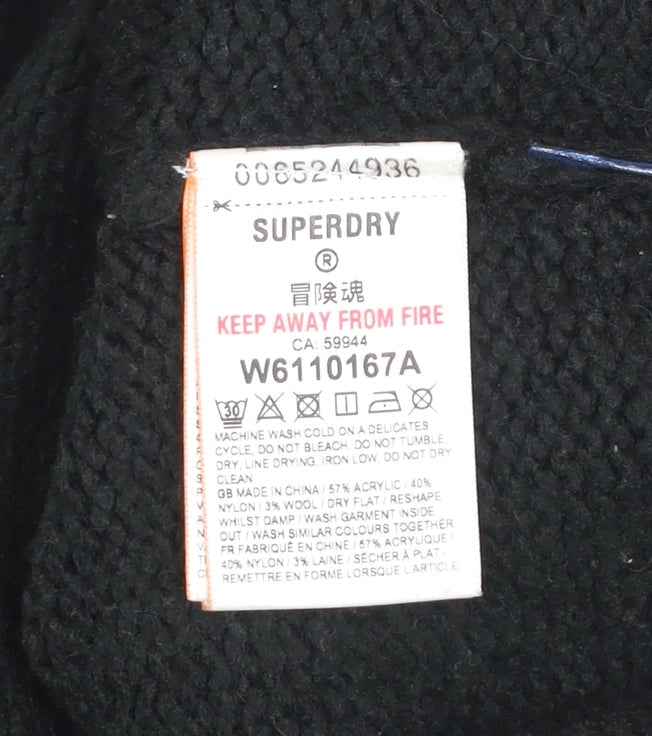 0065244936
SUPERDRY
®
冒険魂
KEEP AWAY FROM FIRE
CA: 59944
W6110167A
30
MACHINE WASH COLD ON A DELICATES
CYCLE, DO NOT BLEACH, DO NOT TUMBLE
DRY, LINE DRYING, IRON LOW, DO NOT DRY
CLEAN
GB MADE IN CHINA / 57% ACRYLIC / 40%
NYLON / 3% WOOL / DRY FLAT / RESHAPE
WHILST DAMP / WASH GARMENT INSIDE
OUT / WASH SIMILAR COLOURS TOGETHER
FR FABRIQUÉ EN CHINE / 57% ACRYLIQUE /
40% NYLON / 3% LAINE / SÉCHER À PLAT /
REMETTRE EN FORME LORSQUE L'ARTICLE